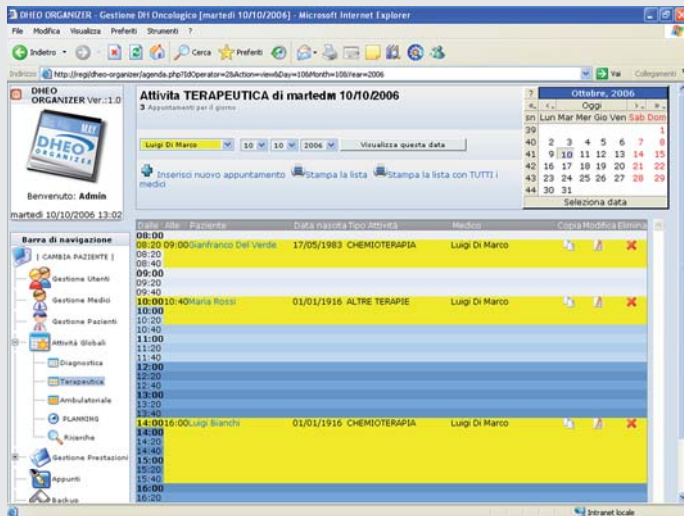 DHEO ORGANIZER - Gestione DH Oncologico [martedi 10/10/2006] - Microsoft Internet Explorer
File Modifica Visualizza Preferiti Strumenti ?
Indietro Cerca Preferiti
Indirizzo http://regi/dheo-organizer/agenda.php?IdOperator=2&Action=view&Day=10&Month=10&Year=2006 Vai Collegamenti
DHEO
ORGANIZER Ver.:1.0
MAY
DHEO
ORGANIZER
Benvenuto: Admin
martedi 10/10/2006 13:02
Attivita TERAPEUTICA di martedi 10/10/2006
3 Appuntamenti per il giorno
Luigi Di Marco 10 10 2006 Visualizza questa data
Inserisci nuovo appuntamento Stampa la lista Stampa la lista con TUTTI i
medici
? Ottobre, 2006
«. ‹. Oggi ›. ».
sn Lun Mar Mer Gio Ven Sab Dom
39 1
40 2 3 4 5 6 7 8
41 9 10 11 12 13 14 15
42 16 17 18 19 20 21 22
43 23 24 25 26 27 28 29
44 30 31
Seleziona data
Barra di navigazione
| CAMBIA PAZIENTE |
Gestione Utenti
Gestione Medici
Gestione Pazienti
Attività Globali
Diagnostica
Terapeutica
Ambulatoriale
PLANNING
Ricerche
Gestione Prestazioni
Appunti
Backup
Dalle Alle Paziente Data nascita Tipo Attività Medico Copia Modifica Elimina
08:00
08:20 09:00 Gianfranco Del Verde 17/05/1983 CHEMIOTERAPIA Luigi Di Marco
08:20
08:40
09:00
09:20
09:40
10:00 10:40 Maria Rossi 01/01/1916 ALTRE TERAPIE Luigi Di Marco
10:00
10:20
10:40
11:00
11:20
11:40
12:00
12:20
12:40
13:00
13:20
13:40
14:00 16:00 Luigi Bianchi 01/01/1916 CHEMIOTERAPIA Luigi Di Marco
14:00
14:20
14:40
15:00
15:20
15:40
16:00
16:20
Intranet locale